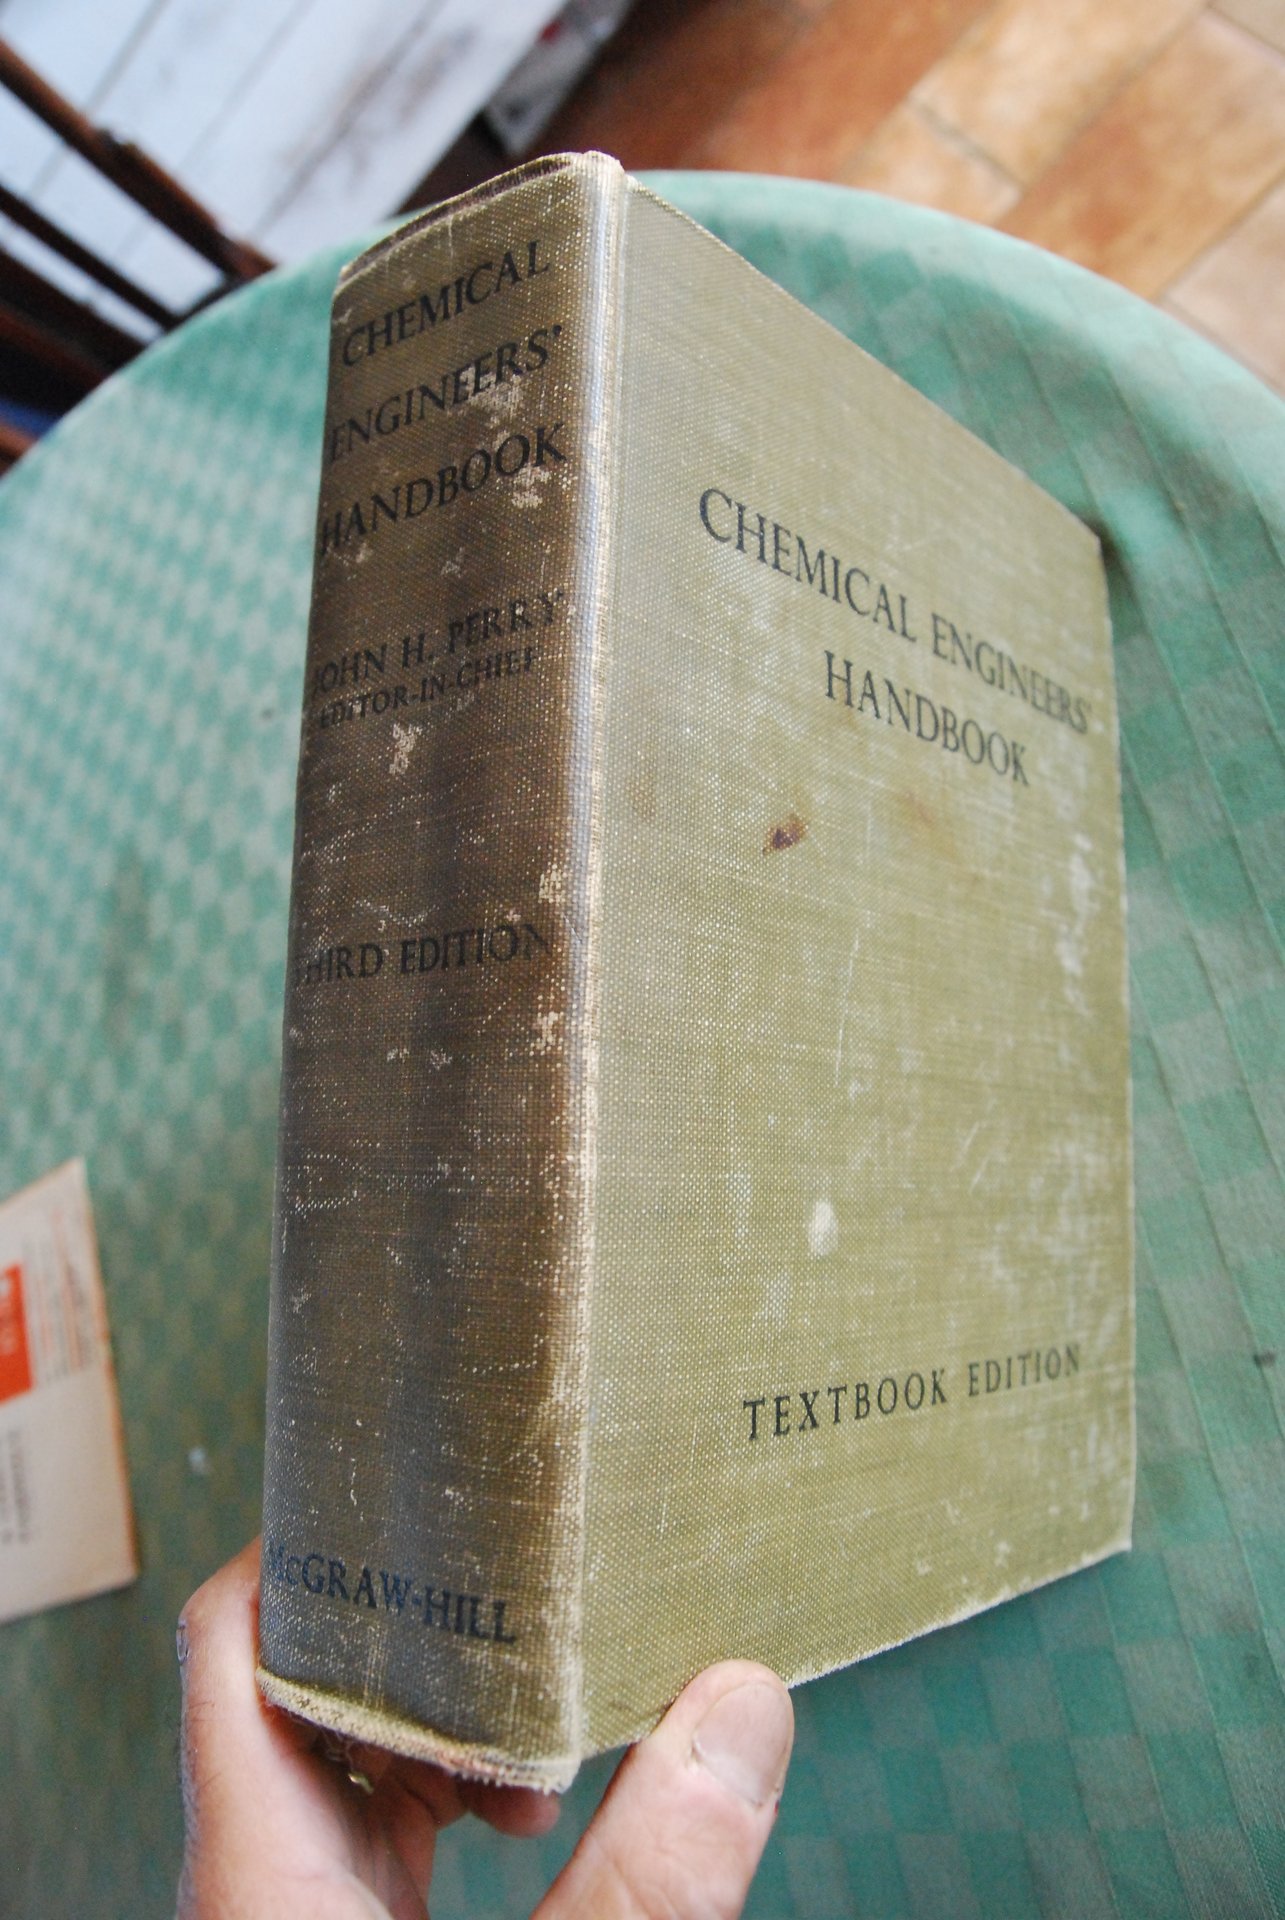 CHEMICAL
ENGINEERS'
HANDBOOK
JOHN H. PERRY
EDITOR-IN-CHIEF
THIRD EDITION
McGRAW-HILL
CHEMICAL ENGINEERS'
HANDBOOK
TEXTBOOK EDITION